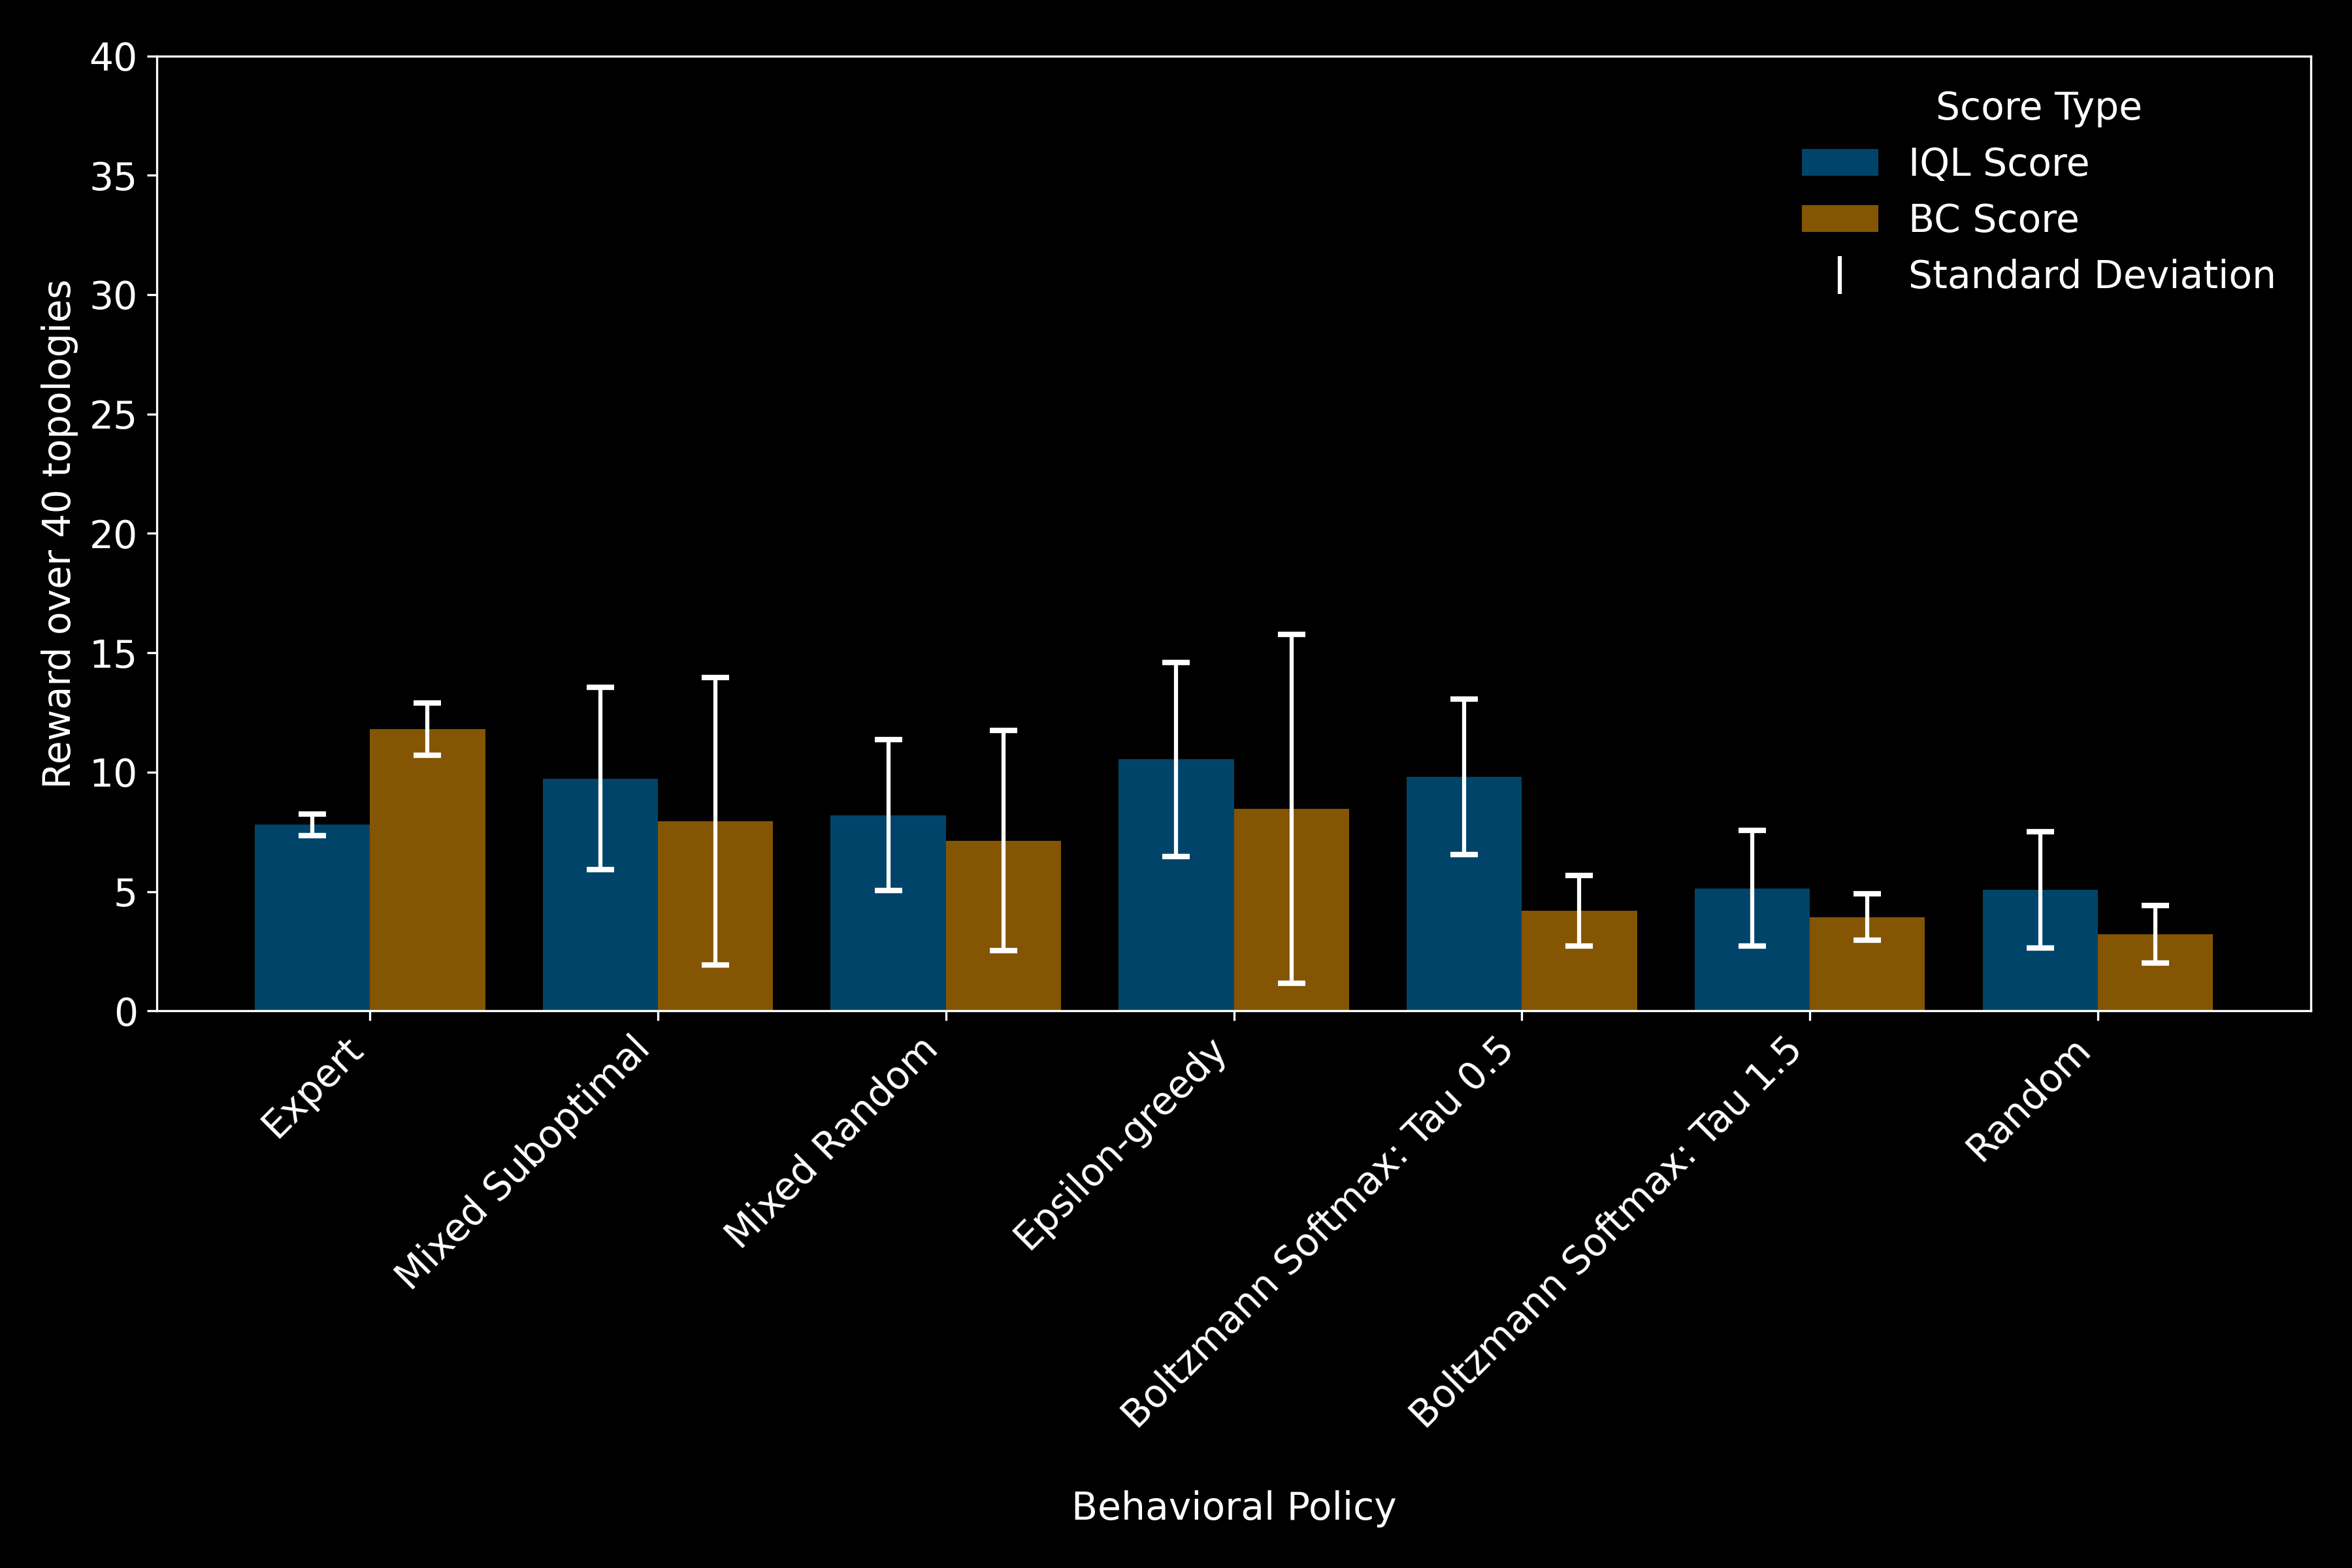 40
35
30
25
20
15
10
5
0
Reward over 40 topologies
Score Type
IQL Score
BC Score
Standard Deviation
Expert
Mixed Suboptimal
Mixed Random
Epsilon-greedy
Boltzmann Softmax: Tau 0.5
Boltzmann Softmax: Tau 1.5
Random
Behavioral Policy